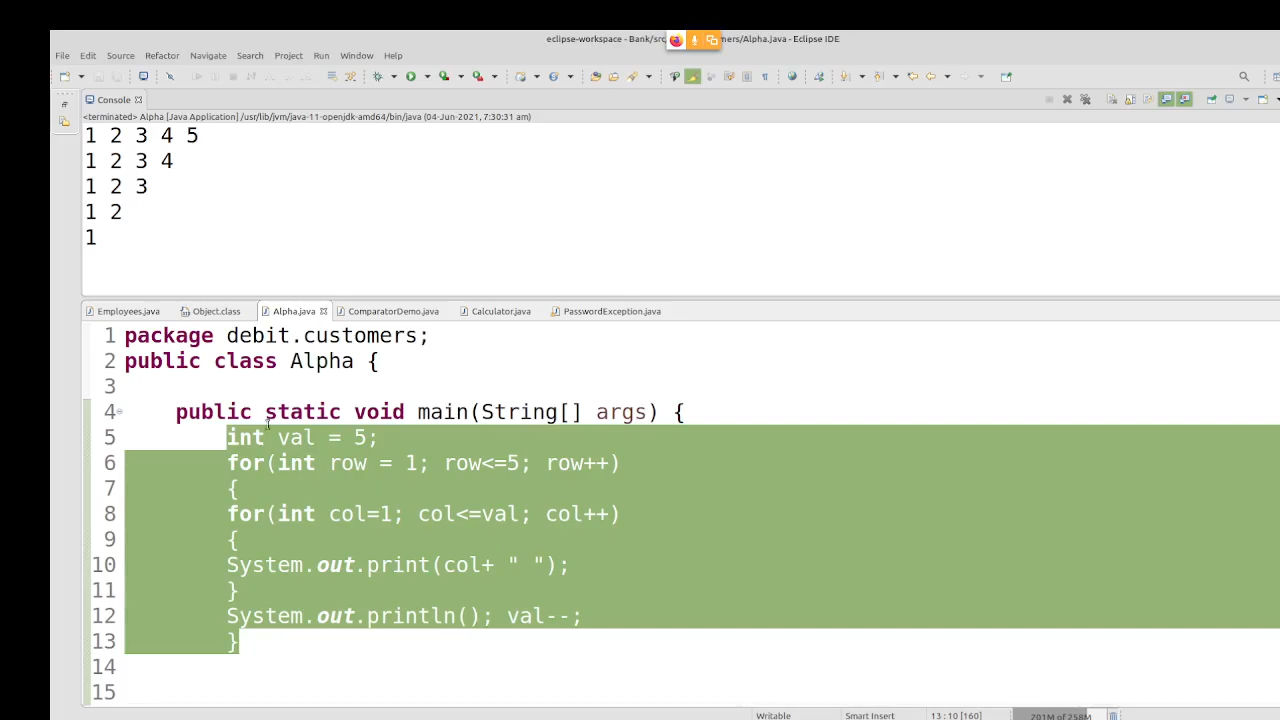 eclipse-workspace - Bank/src mers/Alpha.java - Eclipse IDE
File Edit Source Refactor Navigate Search Project Run Window Help
Console
<terminated> Alpha [Java Application] /usr/lib/jvm/java-11-openjdk-amd64/bin/java (04-Jun-2021, 7:30:31 am)
1 2 3 4 5
1 2 3 4
1 2 3
1 2
1
Employees.java Object.class Alpha.java ComparatorDemo.java Calculator.java PasswordException.java
1 package debit.customers;
2 public class Alpha {
3
4 public static void main(String[] args) {
5 int val = 5;
6 for(int row = 1; row<=5; row++)
7 {
8 for(int col=1; col<=val; col++)
9 {
10 System.out.print(col+ " ");
11 }
12 System.out.println(); val--;
13 }
14
15
Writable Smart Insert 13 : 10 [160] 201M of 258M